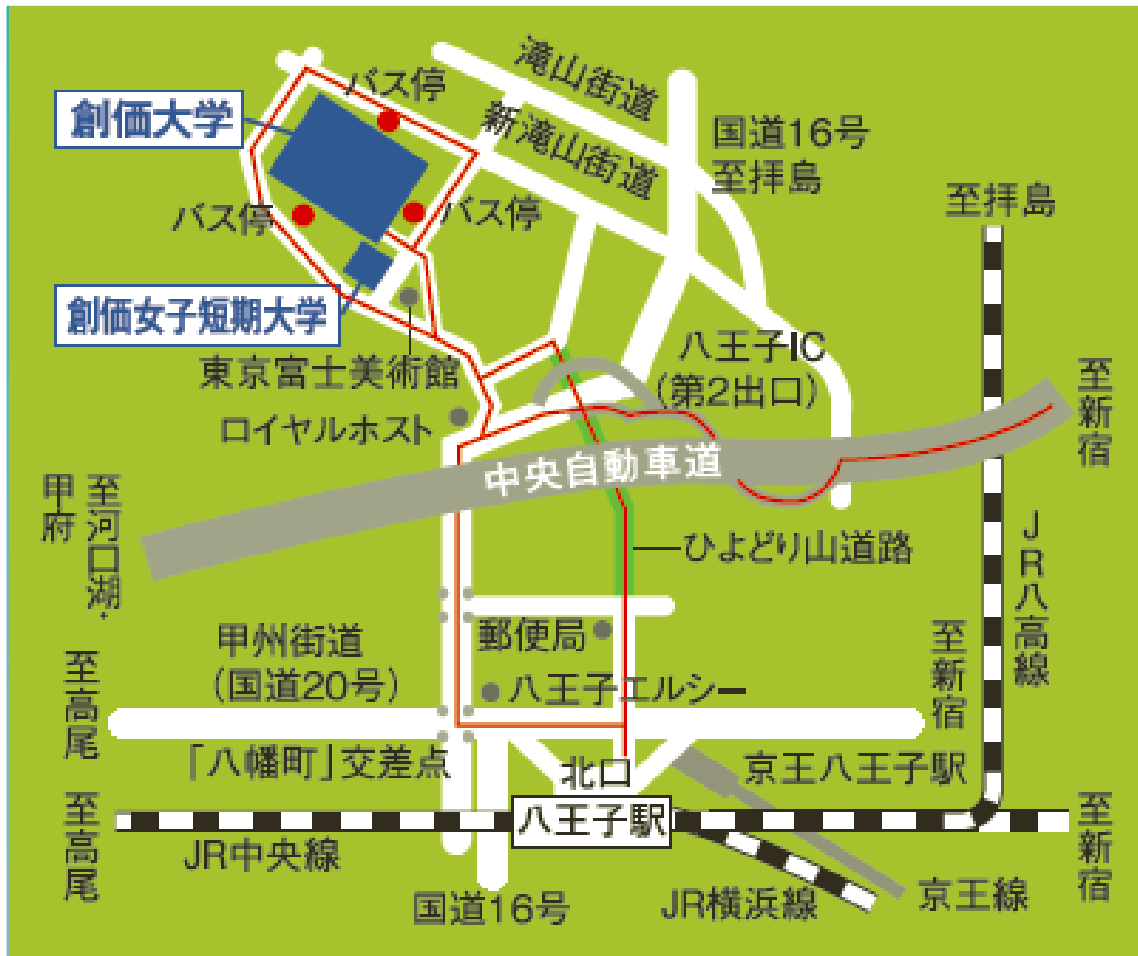 滝山街道
バス停
創価大学
新滝山街道
国道16号
至拝島
至拝島
バス停
バス停
創価女子短期大学
東京富士美術館
八王子IC
(第2出口)
至新宿
ロイヤルホスト
中央自動車道
至河口湖・
甲府
ひよどり山道路
JR八高線
郵便局
甲州街道
(国道20号)
八王子エルシー
至高尾
至新宿
「八幡町」交差点
北口
京王八王子駅
至高尾
八王子駅
至新宿
JR中央線
国道16号
JR横浜線
京王線